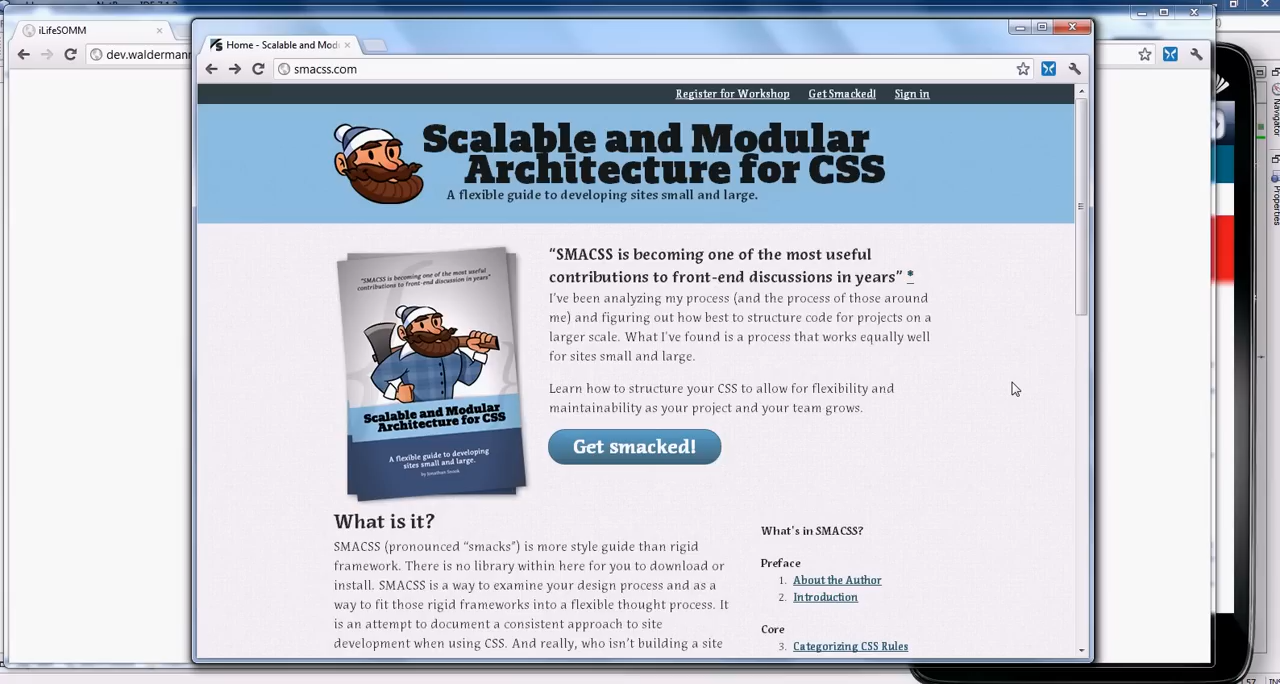 iLifeSOMM
dev.waldermann
Home - Scalable and Mod
smacss.com
Register for Workshop
Get Smacked!
Sign in
Scalable and Modular
Architecture for CSS
A flexible guide to developing sites small and large.
"SMACSS is becoming one of the most useful
contributions to front-end discussions in years"
Scalable and Modular
Architecture for CSS
A flexible guide to developing
sites small and large.
by Jonathan Snook
“SMACSS is becoming one of the most useful
contributions to front-end discussions in years” *
I've been analyzing my process (and the process of those around
me) and figuring out how best to structure code for projects on a
larger scale. What I've found is a process that works equally well
for sites small and large.
Learn how to structure your CSS to allow for flexibility and
maintainability as your project and your team grows.
Get smacked!
What is it?
SMACSS (pronounced “smacks”) is more style guide than rigid
framework. There is no library within here for you to download or
install. SMACSS is a way to examine your design process and as a
way to fit those rigid frameworks into a flexible thought process. It
is an attempt to document a consistent approach to site
development when using CSS. And really, who isn't building a site
What's in SMACSS?
Preface
1. About the Author
2. Introduction
Core
3. Categorizing CSS Rules
Navigator
Properties
57